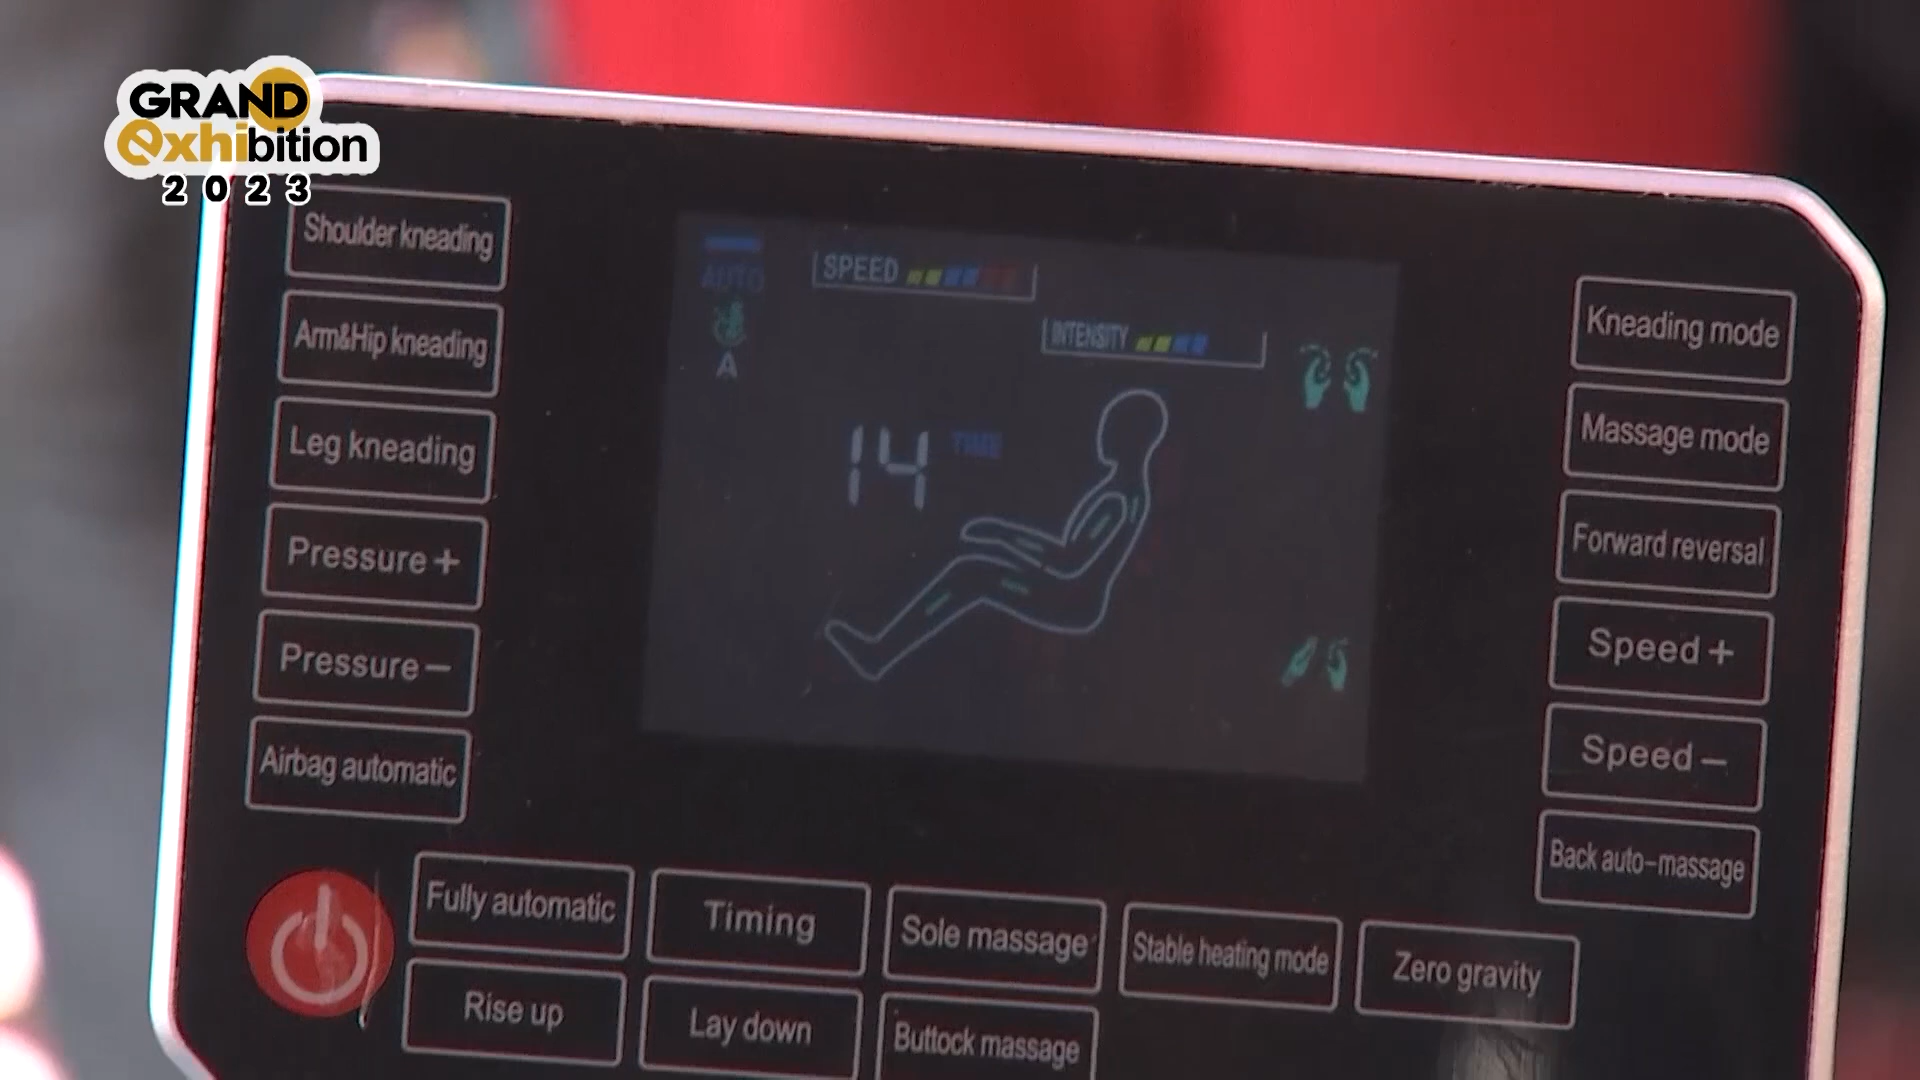 GRAND
exhibition
2023
Shoulder kneading
Arm&Hip kneading
Leg kneading
Pressure +
Pressure −
Airbag automatic
AUTO
A
SPEED
INTENSITY
14 TIME
Kneading mode
Massage mode
Forward reversal
Speed +
Speed −
Back auto-massage
Fully automatic
Timing
Sole massage
Stable heating mode
Zero gravity
Rise up
Lay down
Buttock massage